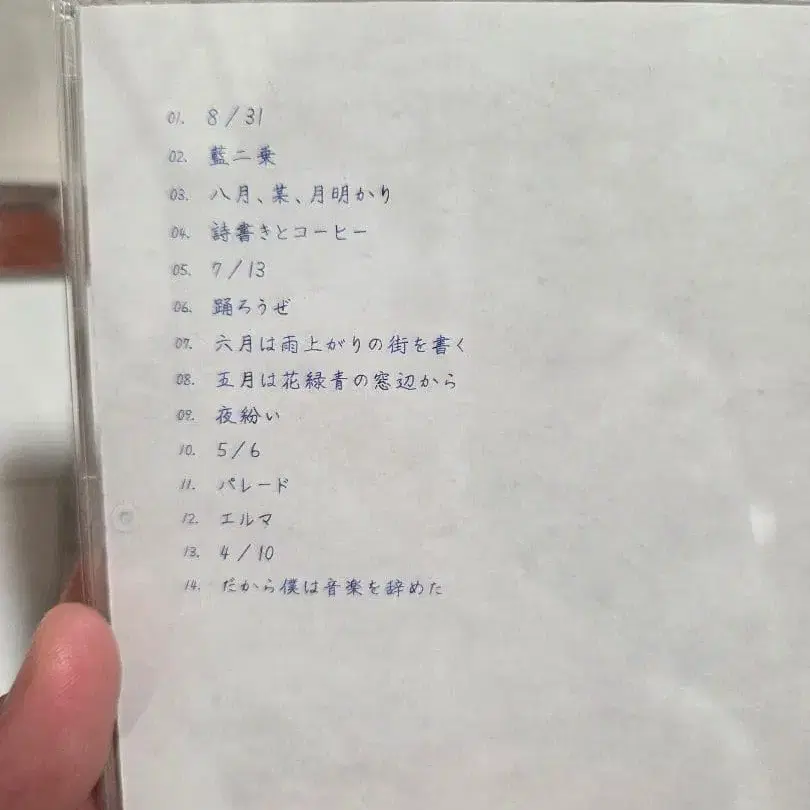 01. 8/31
02. 藍二乗
03. 八月、某、月明かり
04. 詩書きとコーヒー
05. 7/13
06. 踊ろうぜ
07. 六月は雨上がりの街を書く
08. 五月は花緑青の窓辺から
09. 夜紛い
10. 5/6
11. パレード
12. エルマ
13. 4/10
14. だから僕は音楽を辞めた